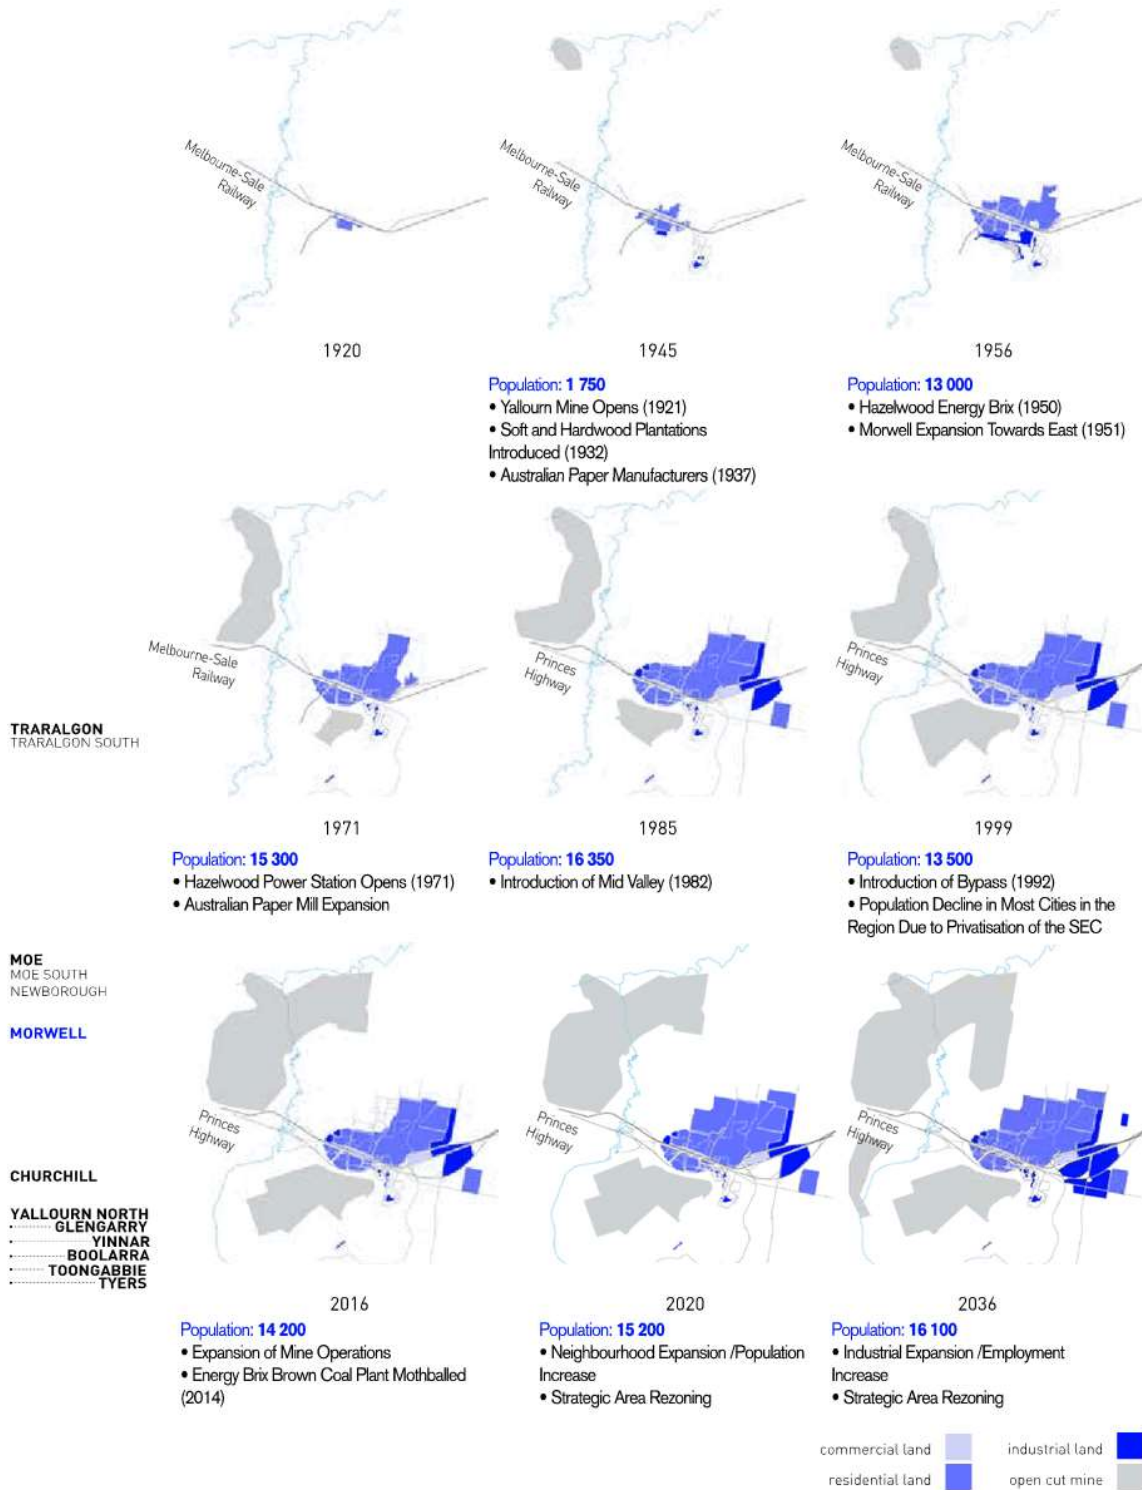 Melbourne-Sale
Railway
Melbourne-Sale
Railway
Melbourne-Sale
Railway
1920
1945
1956
Population: 1 750
• Yallourn Mine Opens (1921)
• Soft and Hardwood Plantations
Introduced (1932)
• Australian Paper Manufacturers (1937)
Population: 13 000
• Hazelwood Energy Brix (1950)
• Morwell Expansion Towards East (1951)
Melbourne-Sale
Railway
Princes
Highway
Princes
Highway
TRARALGON
TRARALGON SOUTH
1971
1985
1999
Population: 15 300
• Hazelwood Power Station Opens (1971)
• Australian Paper Mill Expansion
Population: 16 350
• Introduction of Mid Valley (1982)
Population: 13 500
• Introduction of Bypass (1992)
• Population Decline in Most Cities in the
Region Due to Privatisation of the SEC
MOE
MOE SOUTH
NEWBOROUGH
MORWELL
Princes
Highway
Princes
Highway
Princes
Highway
CHURCHILL
YALLOURN NORTH
GLENGARRY
YINNAR
BOOLARRA
TOONGABBIE
TYERS
2016
2020
2036
Population: 14 200
• Expansion of Mine Operations
• Energy Brix Brown Coal Plant Mothballed
(2014)
Population: 15 200
• Neighbourhood Expansion /Population
Increase
• Strategic Area Rezoning
Population: 16 100
• Industrial Expansion /Employment
Increase
• Strategic Area Rezoning
commercial land
industrial land
residential land
open cut mine